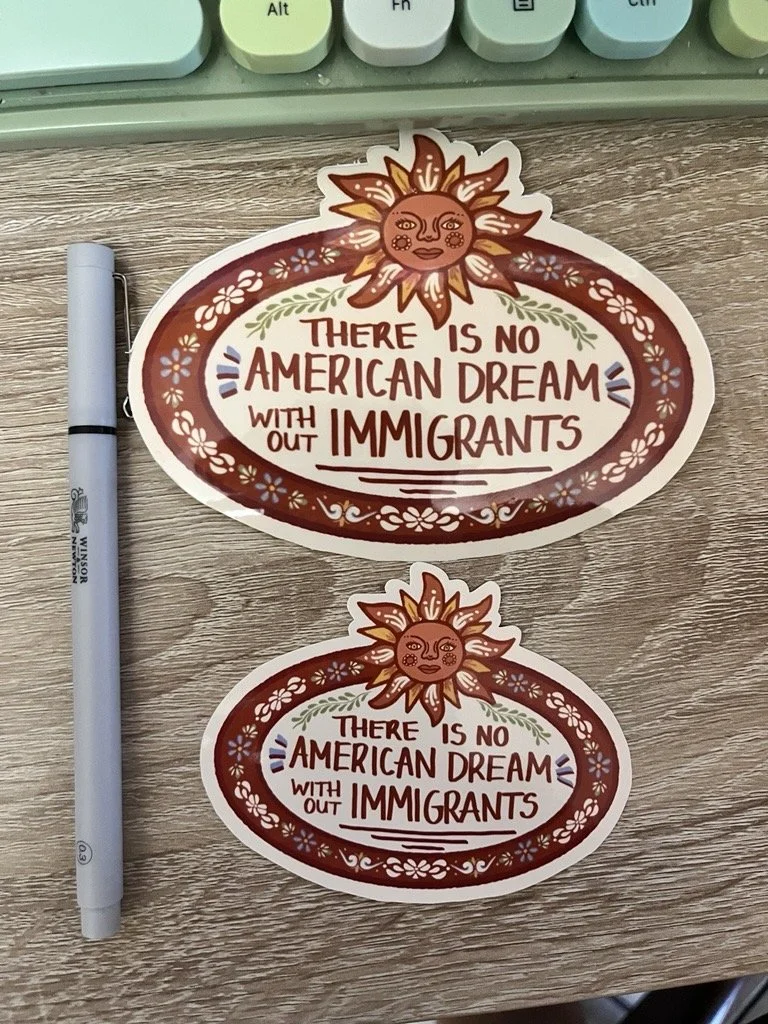 Alt
Fn
Ctrl
THERE IS NO
AMERICAN DREAM
WITH
OUT IMMIGRANTS
WINSOR
& NEWTON
0.3
THERE IS NO
AMERICAN DREAM
WITH
OUT IMMIGRANTS